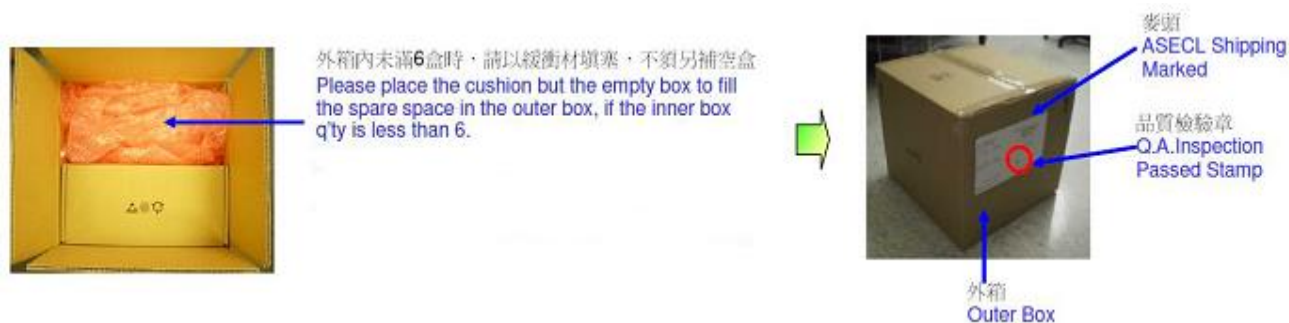 外箱內未滿6盒時，請以緩衝材填塞，不須另補空盒
Please place the cushion but the empty box to fill
the spare space in the outer box, if the inner box
q'ty is less than 6.
麥頭
ASECL Shipping
Marked
品質檢驗章
Q.A.Inspection
Passed Stamp
外箱
Outer Box